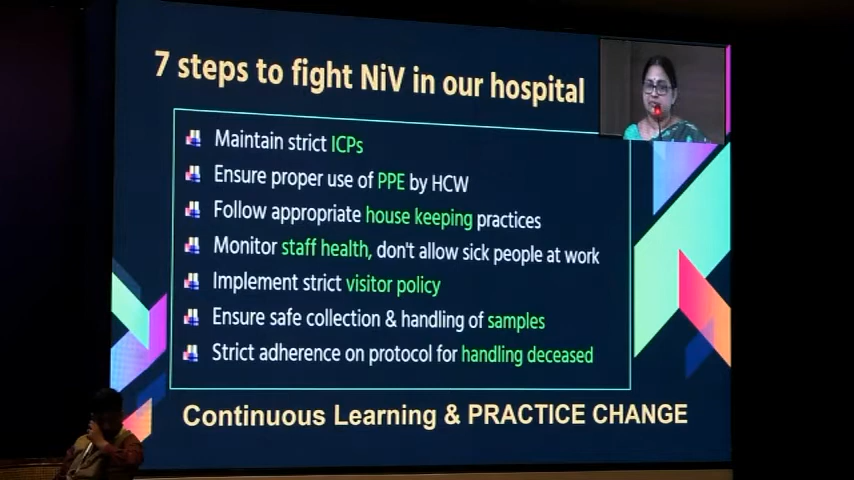 7 steps to fight NiV in our hospital
Maintain strict ICPs
Ensure proper use of PPE by HCW
Follow appropriate house keeping practices
Monitor staff health, don't allow sick people at work
Implement strict visitor policy
Ensure safe collection & handling of samples
Strict adherence on protocol for handling deceased
Continuous Learning & PRACTICE CHANGE